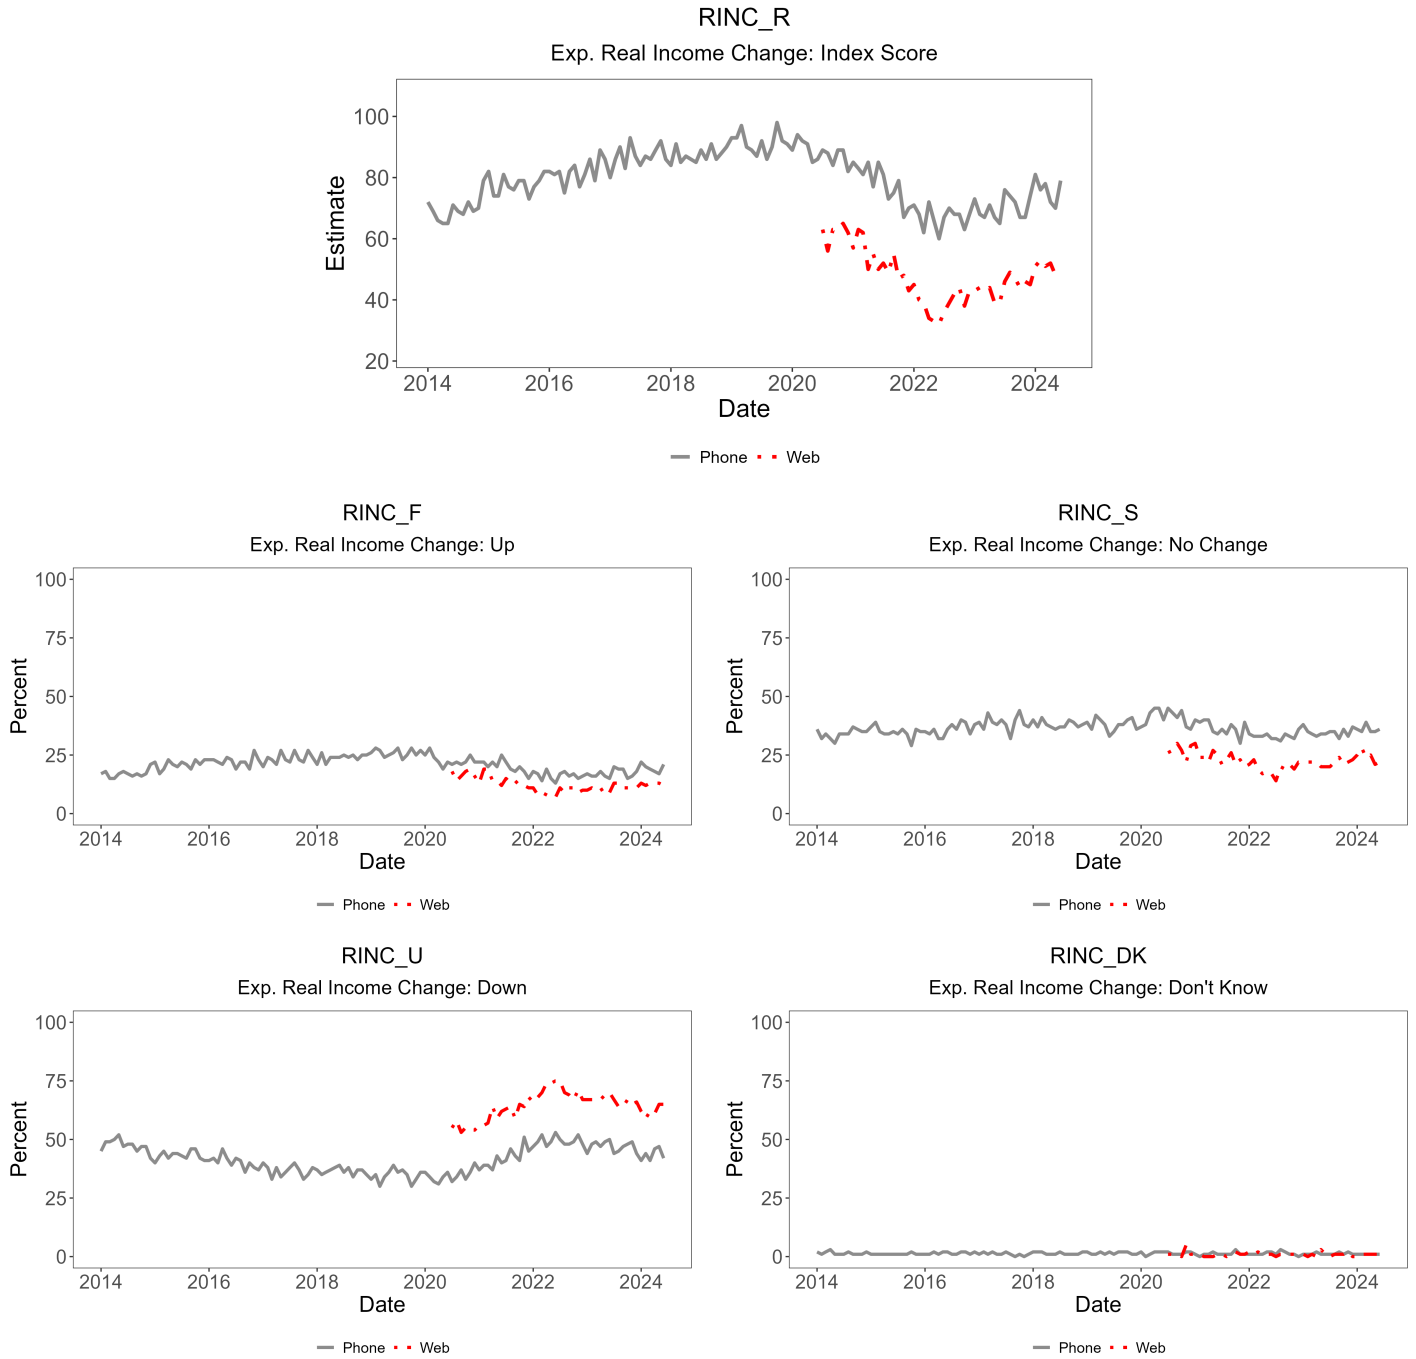 RINC_R
Exp. Real Income Change: Index Score
Estimate
100
80
60
40
20
2014 2016 2018 2020 2022 2024
Date
Phone Web
RINC_F
Exp. Real Income Change: Up
Percent
100
75
50
25
0
2014 2016 2018 2020 2022 2024
Date
Phone Web
RINC_S
Exp. Real Income Change: No Change
Percent
100
75
50
25
0
2014 2016 2018 2020 2022 2024
Date
Phone Web
RINC_U
Exp. Real Income Change: Down
Percent
100
75
50
25
0
2014 2016 2018 2020 2022 2024
Date
Phone Web
RINC_DK
Exp. Real Income Change: Don't Know
Percent
100
75
50
25
0
2014 2016 2018 2020 2022 2024
Date
Phone Web